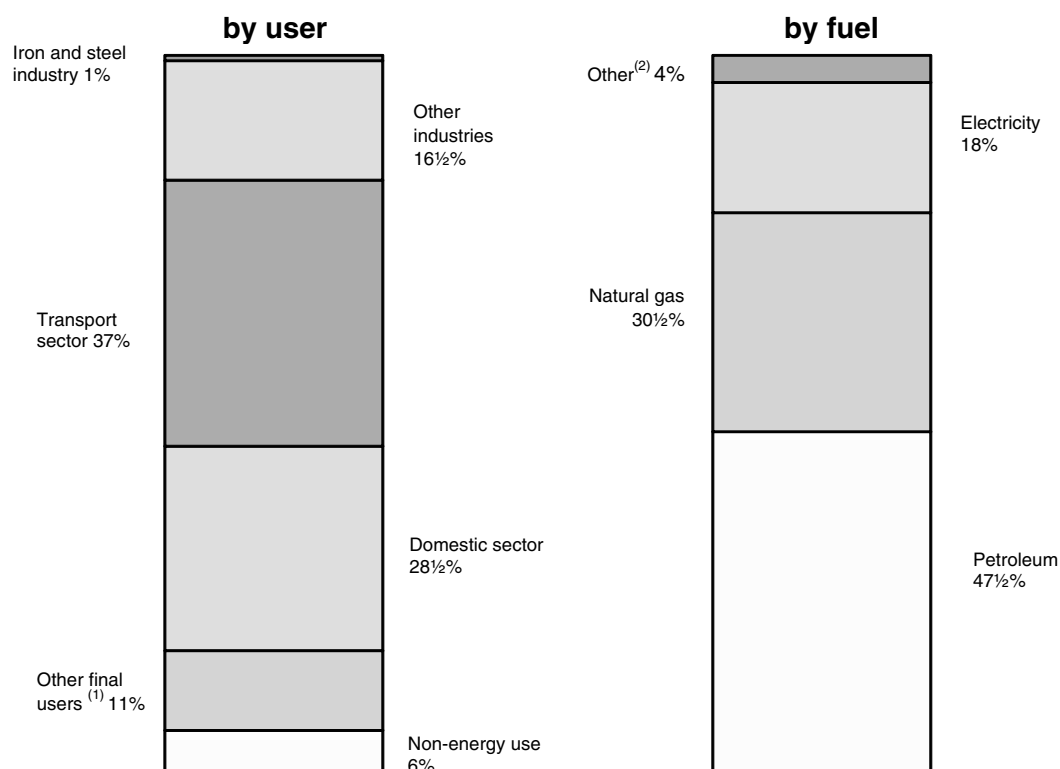 by user
Iron and steel
industry 1%
Other
industries
16½%
Transport
sector 37%
Domestic sector
28½%
Other final
users (1) 11%
Non-energy use
6%
by fuel
Other(2) 4%
Electricity
18%
Natural gas
30½%
Petroleum
47½%